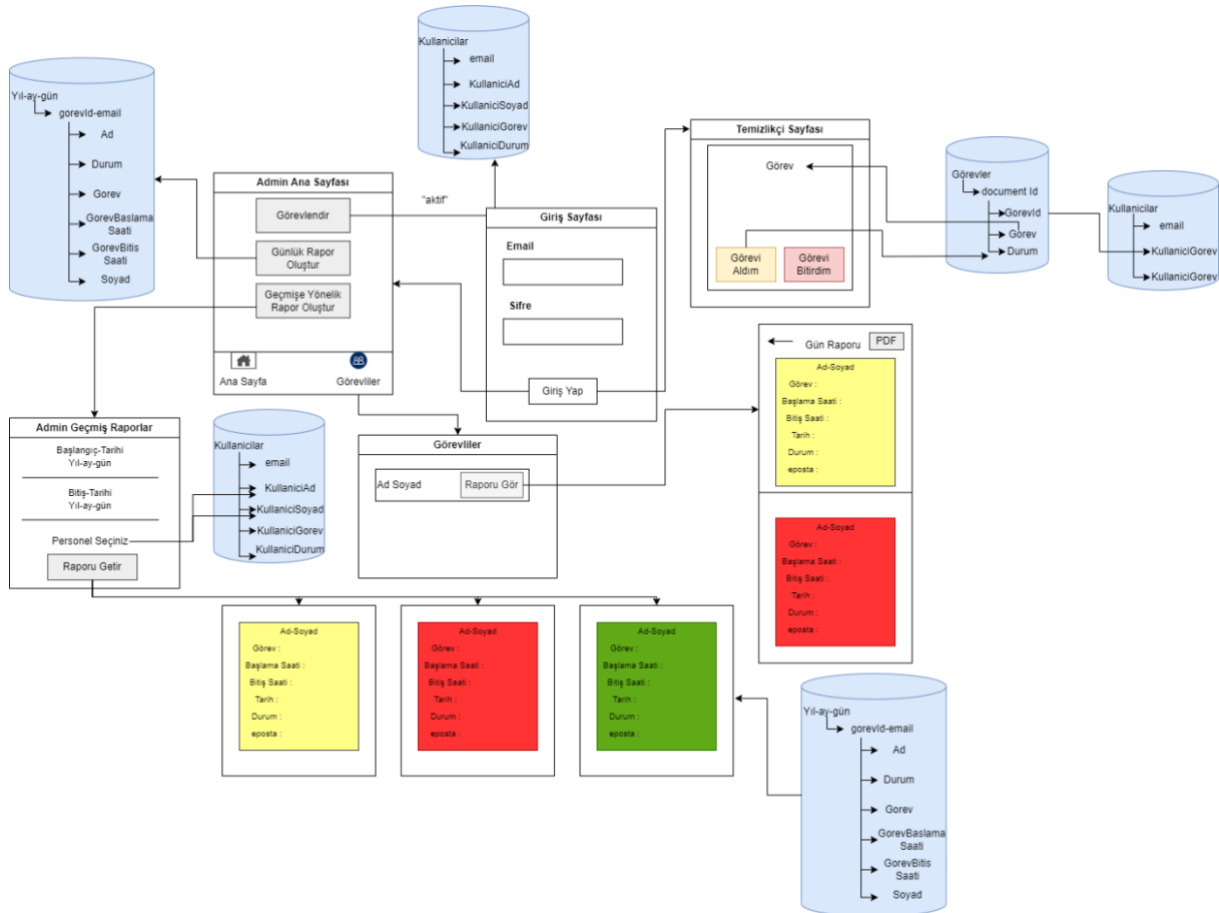 Kullanicilar
email
KullaniciAd
KullaniciSoyad
KullaniciGorev
KullaniciDurum
Yıl-ay-gün
gorevId-email
Ad
Durum
Gorev
GorevBaslama
Saati
GorevBitis
Saati
Soyad
Admin Ana Sayfası
Görevlendir
Günlük Rapor
Oluştur
Geçmişe Yönelik
Rapor Oluştur
Ana Sayfa
Görevliler
"aktif"
Giriş Sayfası
Email
Sifre
Giriş Yap
Temizlikçi Sayfası
Görev
Görevi
Aldım
Görevi
Bitirdim
Görevler
document Id
GorevId
Gorev
Durum
Kullanicilar
email
KullaniciGorev
KullaniciGorev
Gün Raporu
PDF
Ad-Soyad
Görev :
Başlama Saati :
Bitiş Saati :
Tarih :
Durum :
eposta :
Ad-Soyad
Görev :
Başlama Saati :
Bitiş Saati :
Tarih :
Durum :
eposta :
Admin Geçmiş Raporlar
Başlangıç-Tarihi
Yıl-ay-gün
Bitiş-Tarihi
Yıl-ay-gün
Personel Seçiniz
Raporu Getir
Kullanicilar
email
KullaniciAd
KullaniciSoyad
KullaniciGorev
KullaniciDurum
Görevliler
Ad Soyad
Raporu Gör
Ad-Soyad
Görev :
Başlama Saati :
Bitiş Saati :
Tarih :
Durum :
eposta :
Ad-Soyad
Görev :
Başlama Saati :
Bitiş Saati :
Tarih :
Durum :
eposta :
Ad-Soyad
Görev :
Başlama Saati :
Bitiş Saati :
Tarih :
Durum :
eposta :
Yıl-ay-gün
gorevId-email
Ad
Durum
Gorev
GorevBaslama
Saati
GorevBitis
Saati
Soyad